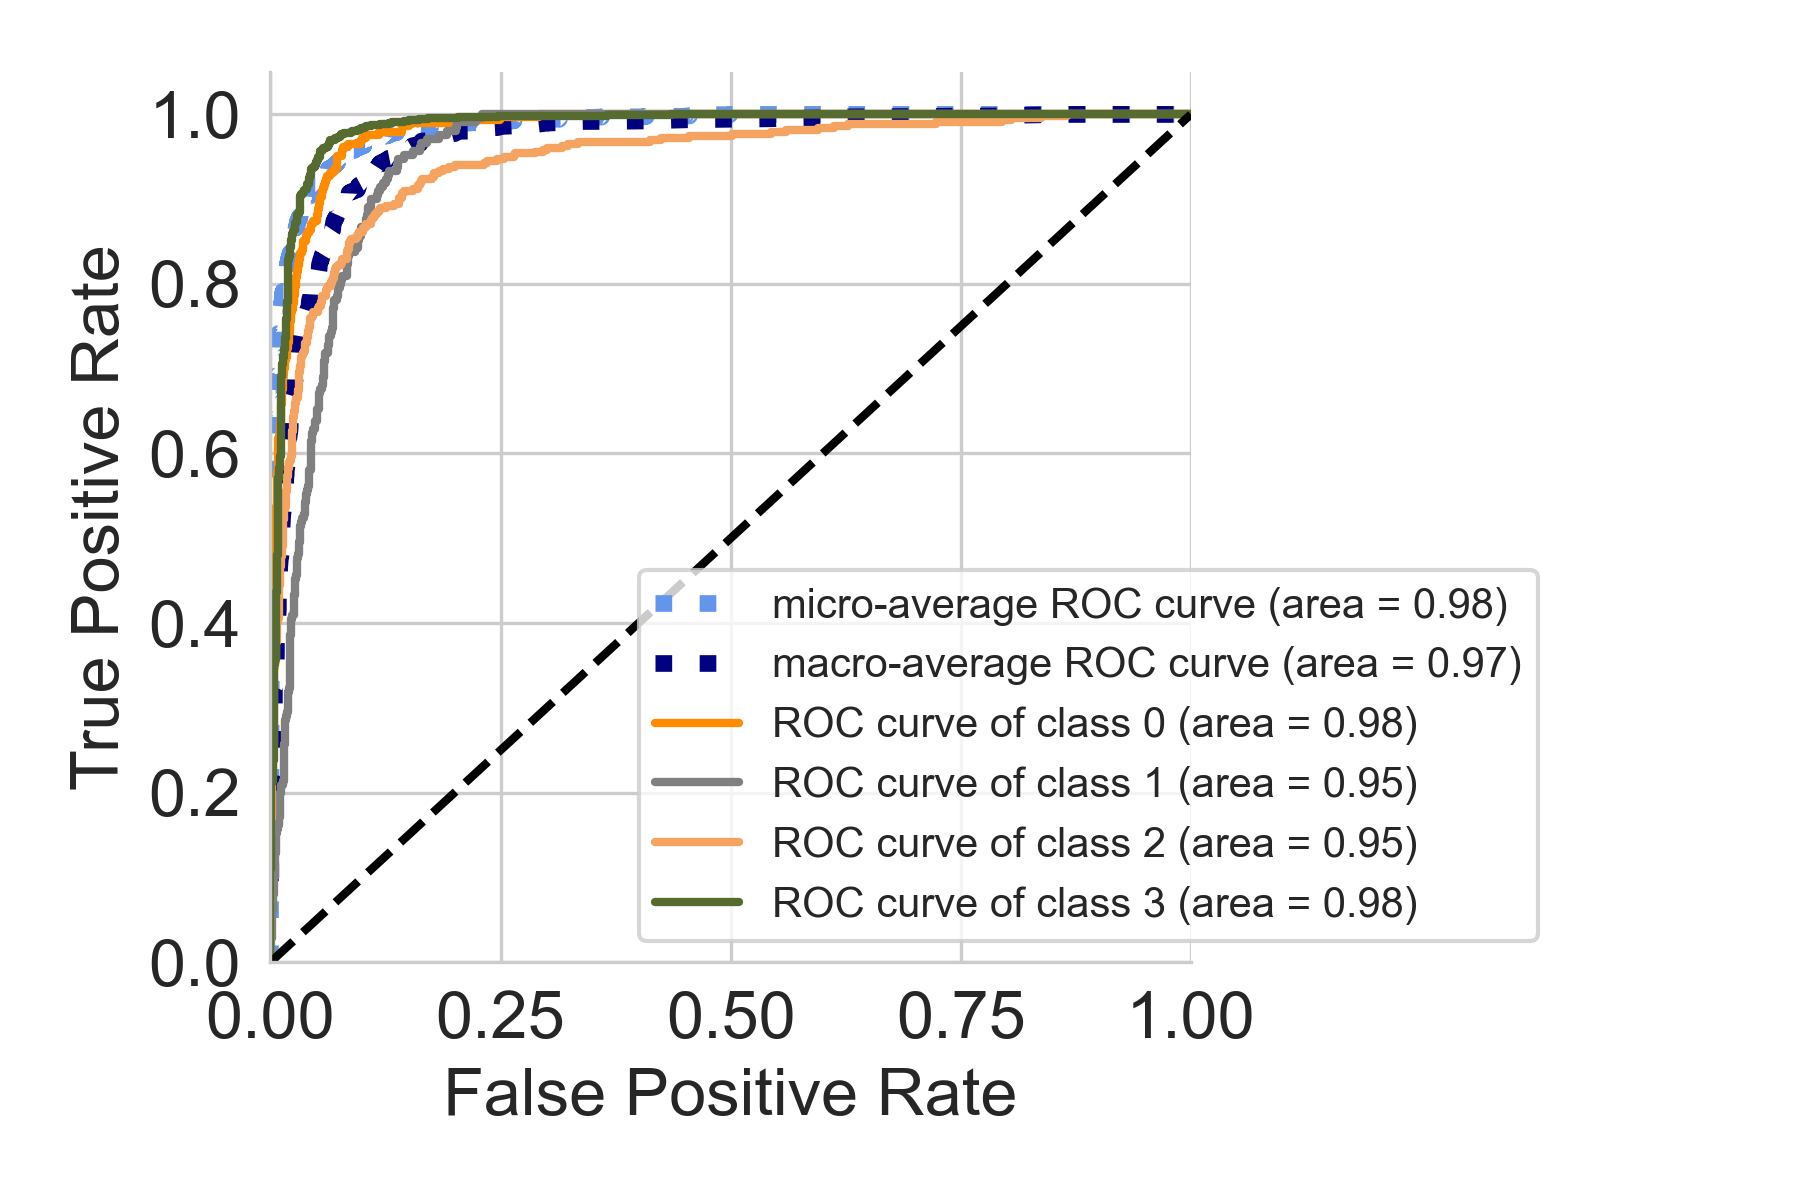 True Positive Rate
1.0
0.8
0.6
0.4
0.2
0.0
micro-average ROC curve (area = 0.98)
macro-average ROC curve (area = 0.97)
ROC curve of class 0 (area = 0.98)
ROC curve of class 1 (area = 0.95)
ROC curve of class 2 (area = 0.95)
ROC curve of class 3 (area = 0.98)
0.00 0.25 0.50 0.75 1.00
False Positive Rate